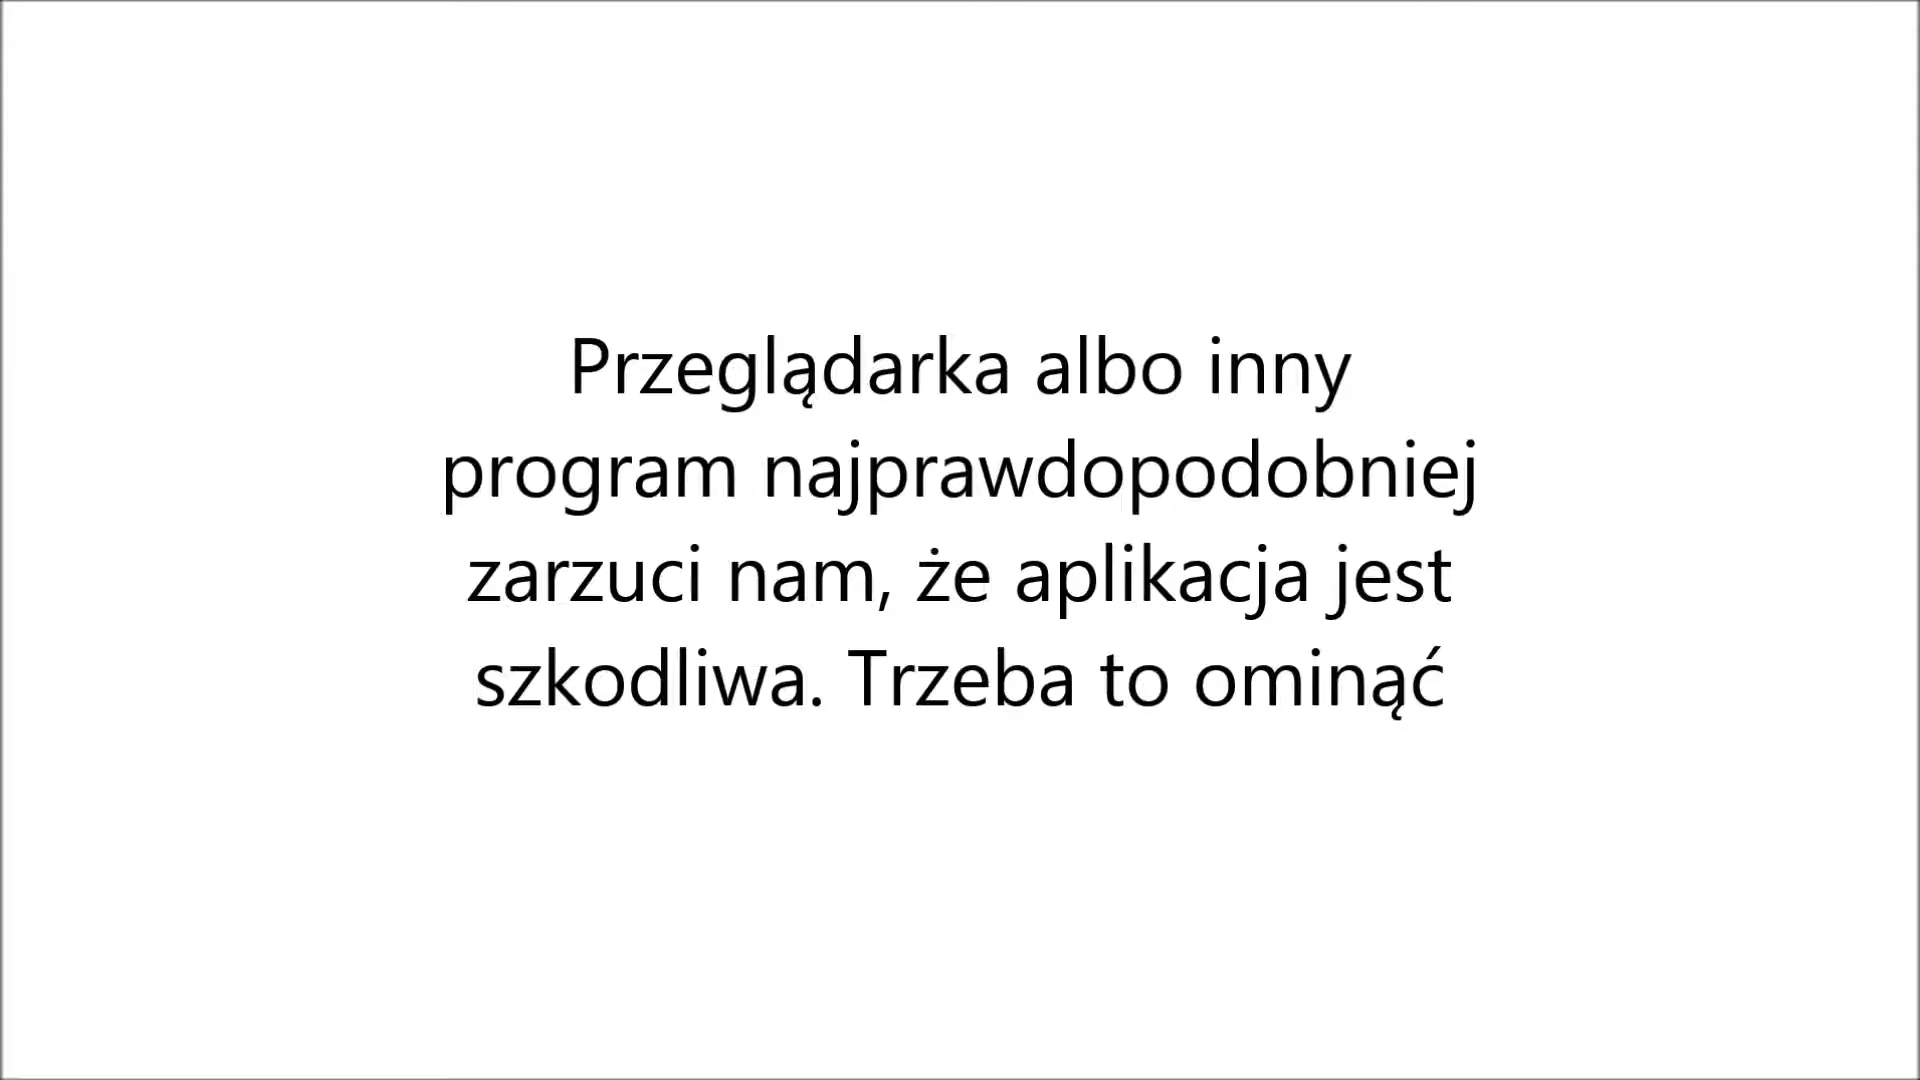 Przeglądarka albo inny
program najprawdopodobniej
zarzuci nam, że aplikacja jest
szkodliwa. Trzeba to ominąć